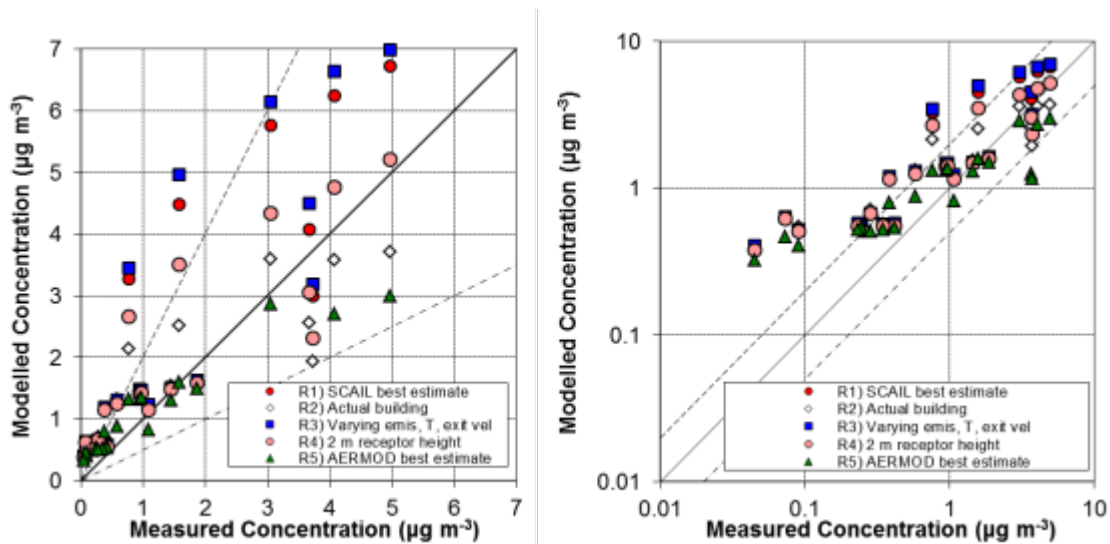 7
6
5
4
3
2
1
0
Modelled Concentration (µg m⁻³)
0 1 2 3 4 5 6 7
Measured Concentration (µg m⁻³)
R1) SCAIL best estimate
R2) Actual building
R3) Varying emis, T, exit vel
R4) 2 m receptor height
R5) AERMOD best estimate
10
1
0.1
0.01
Modelled Concentration (µg m⁻³)
0.01 0.1 1 10
Measured Concentration (µg m⁻³)
R1) SCAIL best estimate
R2) Actual building
R3) Varying emis, T, exit vel
R4) 2 m receptor height
R5) AERMOD best estimate